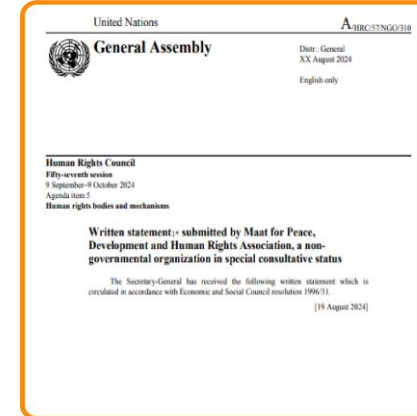 United Nations
A/HRC/57/NGO/310
General Assembly
Distr.: General
XX August 2024
English only
Human Rights Council
Fifty-seventh session
9 September–9 October 2024
Agenda item 5
Human rights bodies and mechanisms
Written statement* submitted by Maat for Peace,
Development and Human Rights Association, a non-
governmental organization in special consultative status
The Secretary-General has received the following written statement which is
circulated in accordance with Economic and Social Council resolution 1996/31.
[19 August 2024]